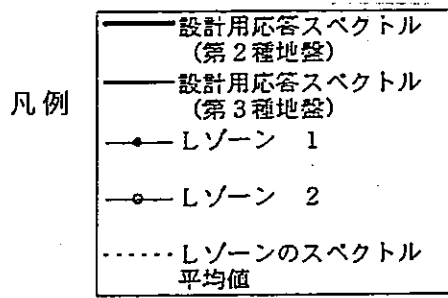 凡例
設計用応答スペクトル
(第2種地盤)
設計用応答スペクトル
(第3種地盤)
Lゾーン 1
Lゾーン 2
Lゾーンのスペクトル
平均値